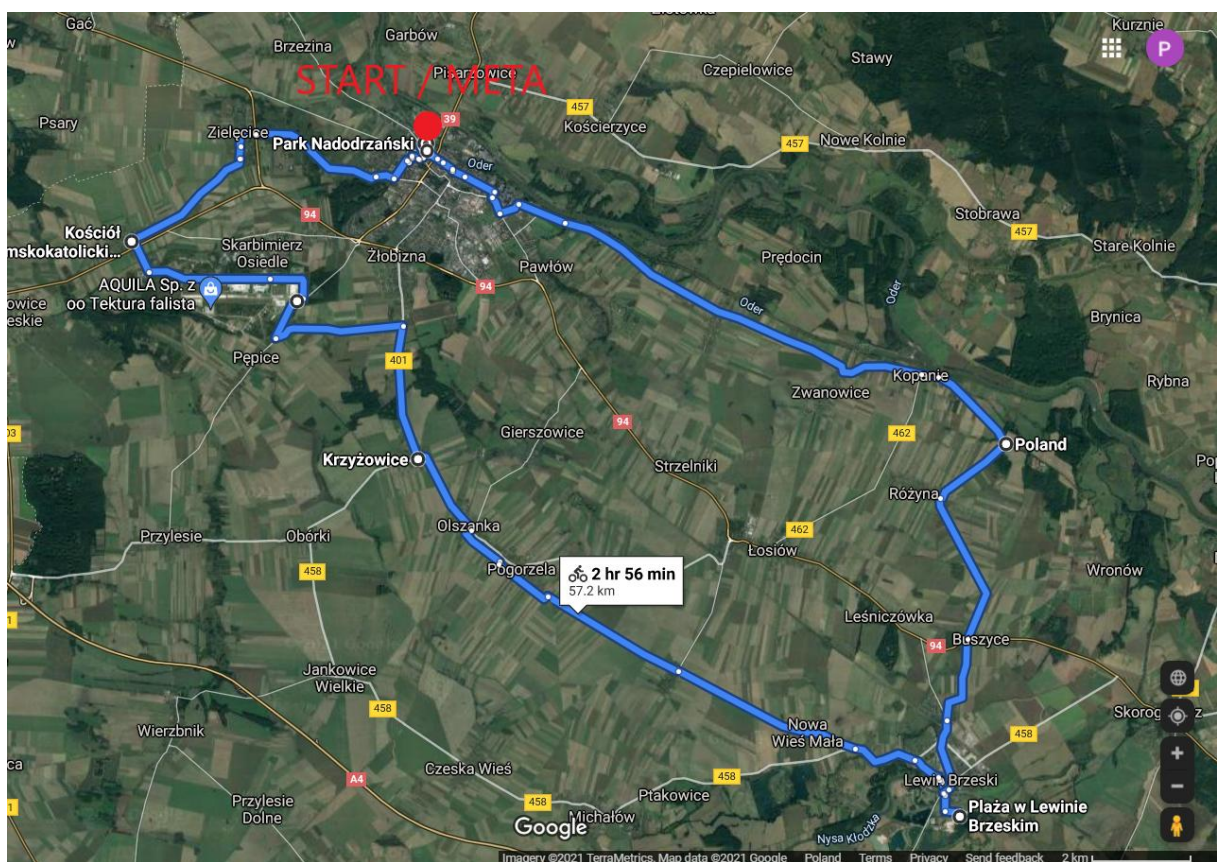 Gać
Garbów
Kurznie
Brzezina
Stawy
P
START / META
Pisarzowice
Czepielowice
457
Psary
Zielęcice
39
Kościerzyce
Park Nadodrzański
457
Nowe Kolnie
Oder
94
Stobrawa
457
Kościół
mskokatolicki...
Skarbimierz
Osiedle
Żłobizna
Pawłów
Prędocin
Stare Kolnie
AQUILA Sp. z
oo Tektura falista
94
Oder
owice
eskie
Oder
Brynica
Pępice
401
Zwanowice
Kopanie
Rybna
03
Gierszowice
94
462
Krzyżowice
Strzelniki
Poland
Różyna
Przylesie
Obórki
Olszanka
462
Łosiów
458
Pogorzela
2 hr 56 min
57.2 km
Wronów
Leśniczówka
94
Buszyce
Jankowice
Wielkie
458
Skorog
Wierzbnik
Nowa
Wieś Mała
458
A4
Czeska Wieś
458
Lewin Brzeski
Przylesie
Dolne
458
Ptakowice
Michałów
Plaża w Lewinie
Brzeskim
Google
Nysa Kłodzka
Imagery ©2021 TerraMetrics, Map data ©2021 Google Poland Terms Privacy Send feedback 2 km